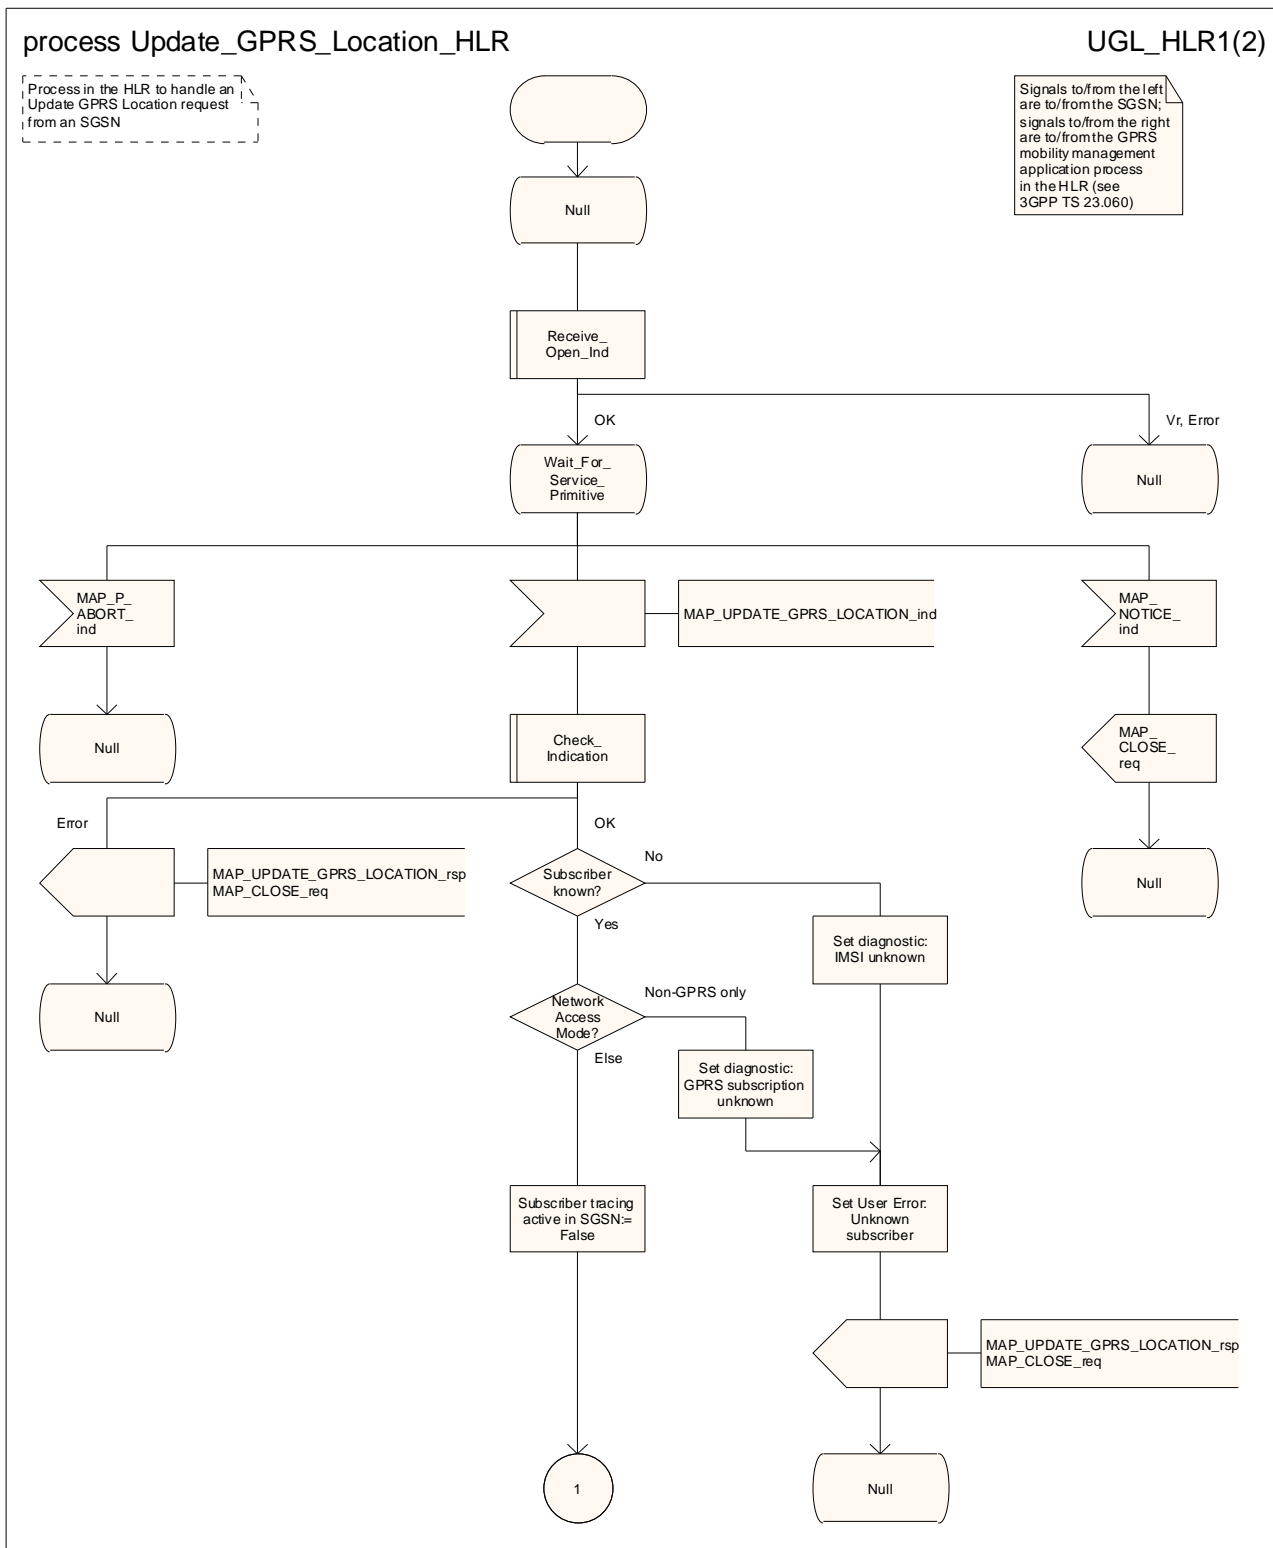 process Update_GPRS_Location_HLR
UGL_HLR1(2)
Process in the HLR to handle an
Update GPRS Location request
from an SGSN
Signals to/from the left
are to/from the SGSN;
signals to/from the right
are to/from the GPRS
mobility management
application process
in the HLR (see
3GPP TS 23.060)
Null
Receive_
Open_Ind
OK
Vr, Error
Wait_For_
Service_
Primitive
Null
MAP_P_
ABORT_
ind
MAP_UPDATE_GPRS_LOCATION_ind
MAP_
NOTICE_
ind
Null
Check_
Indication
MAP_
CLOSE_
req
Error
OK
MAP_UPDATE_GPRS_LOCATION_rsp
MAP_CLOSE_req
Subscriber
known?
No
Yes
Null
Set diagnostic:
IMSI unknown
Null
Network
Access
Mode?
Non-GPRS only
Else
Set diagnostic:
GPRS subscription
unknown
Subscriber tracing
active in SGSN:=
False
Set User Error:
Unknown
subscriber
MAP_UPDATE_GPRS_LOCATION_rsp
MAP_CLOSE_req
1
Null